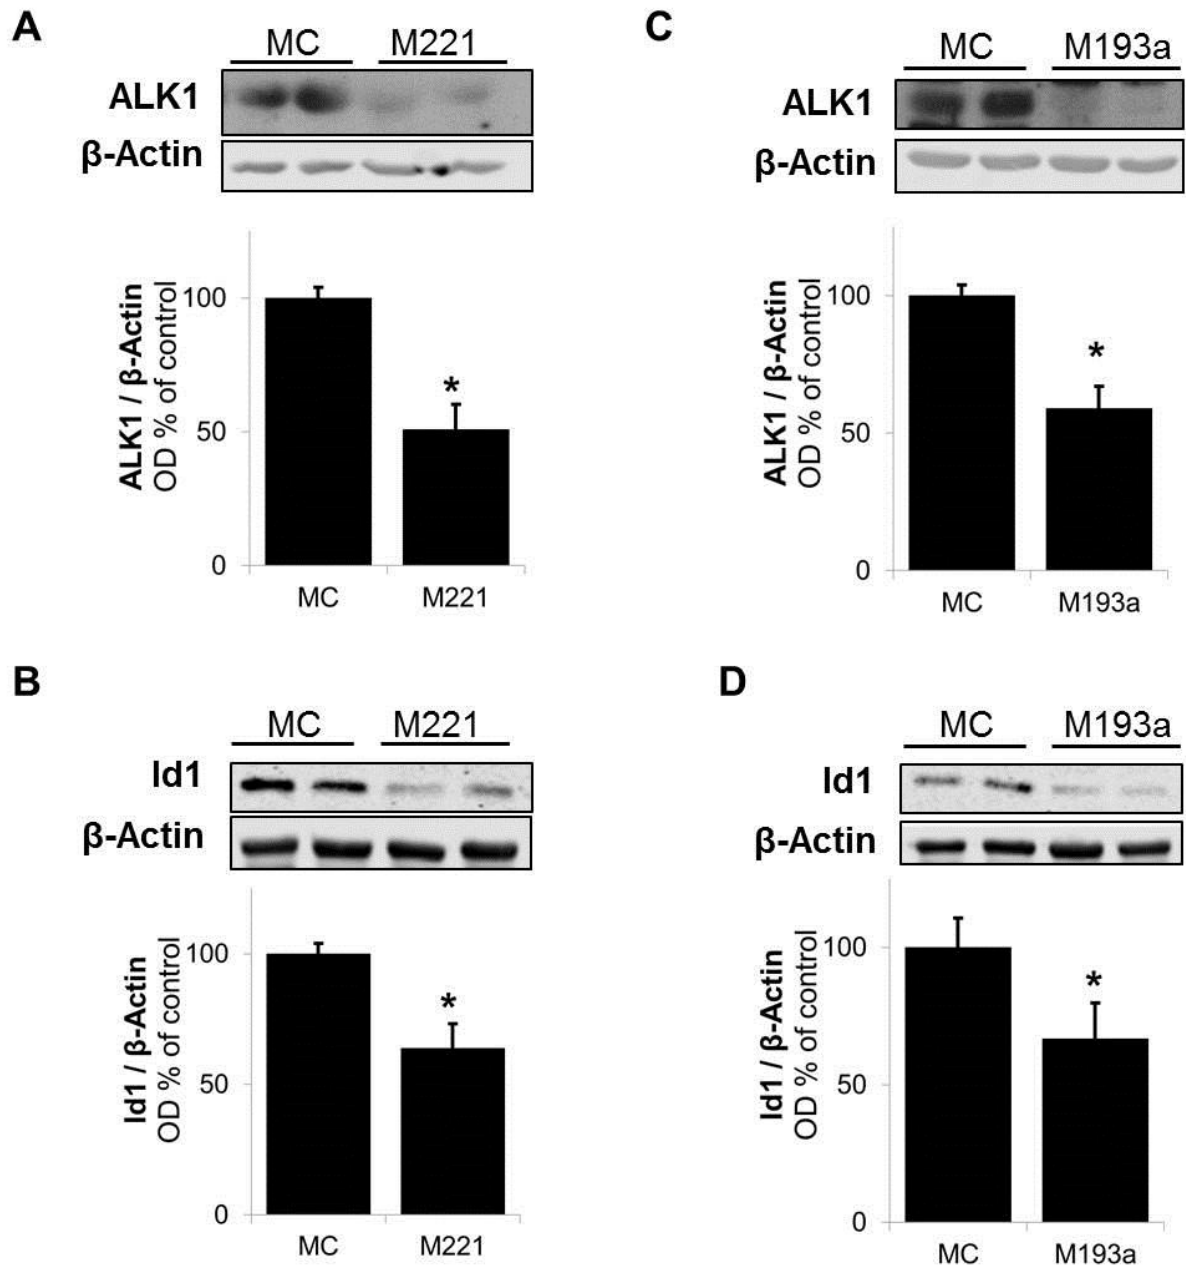 A
MC M221
ALK1
β-Actin
ALK1 / β-Actin
OD % of control
100
50
0
MC M221
*
C
MC M193a
ALK1
β-Actin
ALK1 / β-Actin
OD % of control
100
50
0
MC M193a
*
B
MC M221
Id1
β-Actin
Id1 / β-Actin
OD % of control
100
50
0
MC M221
*
D
MC M193a
Id1
β-Actin
Id1 / β-Actin
OD % of control
100
50
0
MC M193a
*